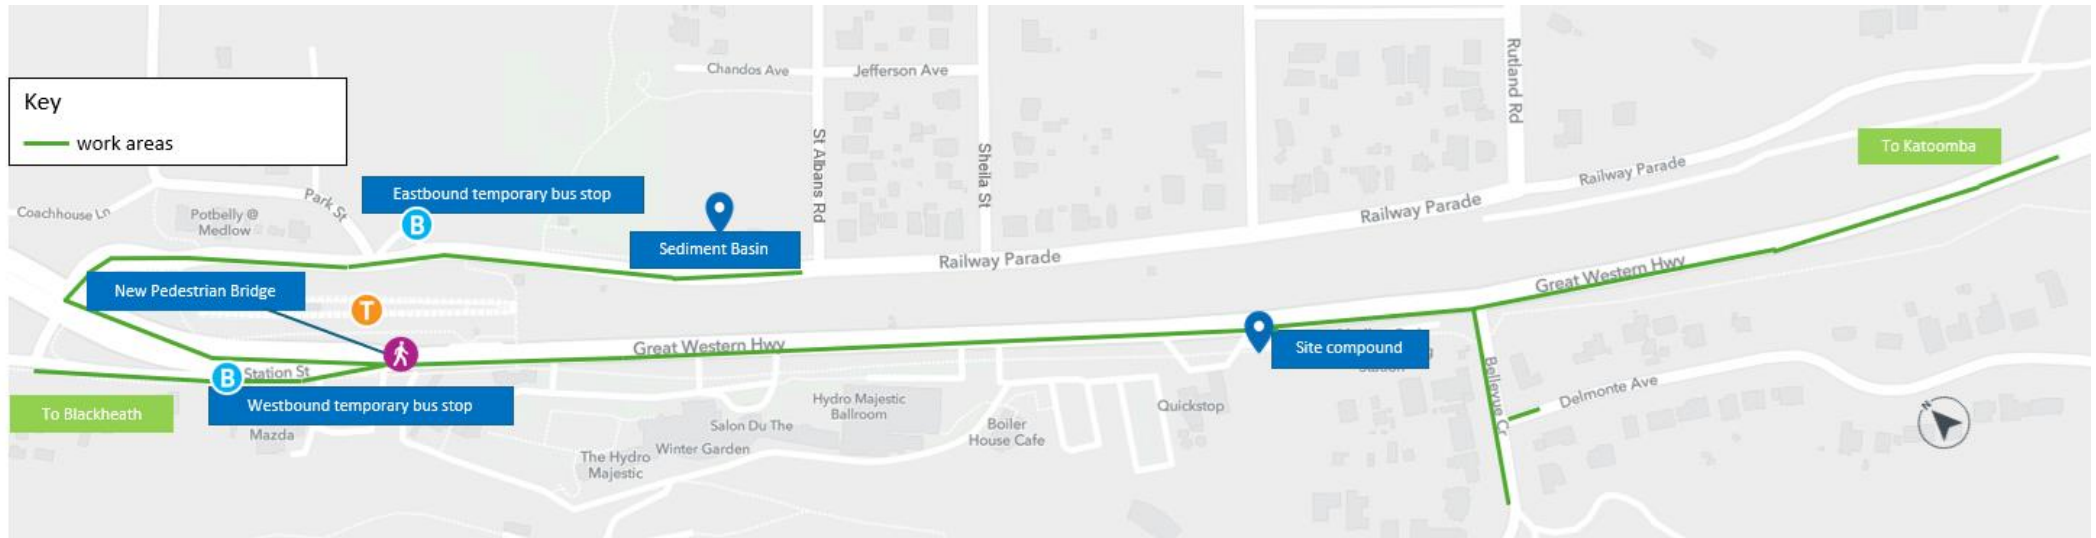 Key
work areas
Chandos Ave
Jefferson Ave
Rutland Rd
St Albans Rd
Sheila St
To Katoomba
Railway Parade
Coachhouse Ln
Potbelly @
Medlow
Park St
Eastbound temporary bus stop
B
Sediment Basin
Railway Parade
Railway Parade
New Pedestrian Bridge
T
Great Western Hwy
Great Western Hwy
Site compound
B
Station St
To Blackheath
Westbound temporary bus stop
Mazda
Hydro Majestic
Ballroom
Salon Du The
Winter Garden
The Hydro
Majestic
Boiler
House Cafe
Quickstop
Bellevue Cr
Delmonte Ave
N